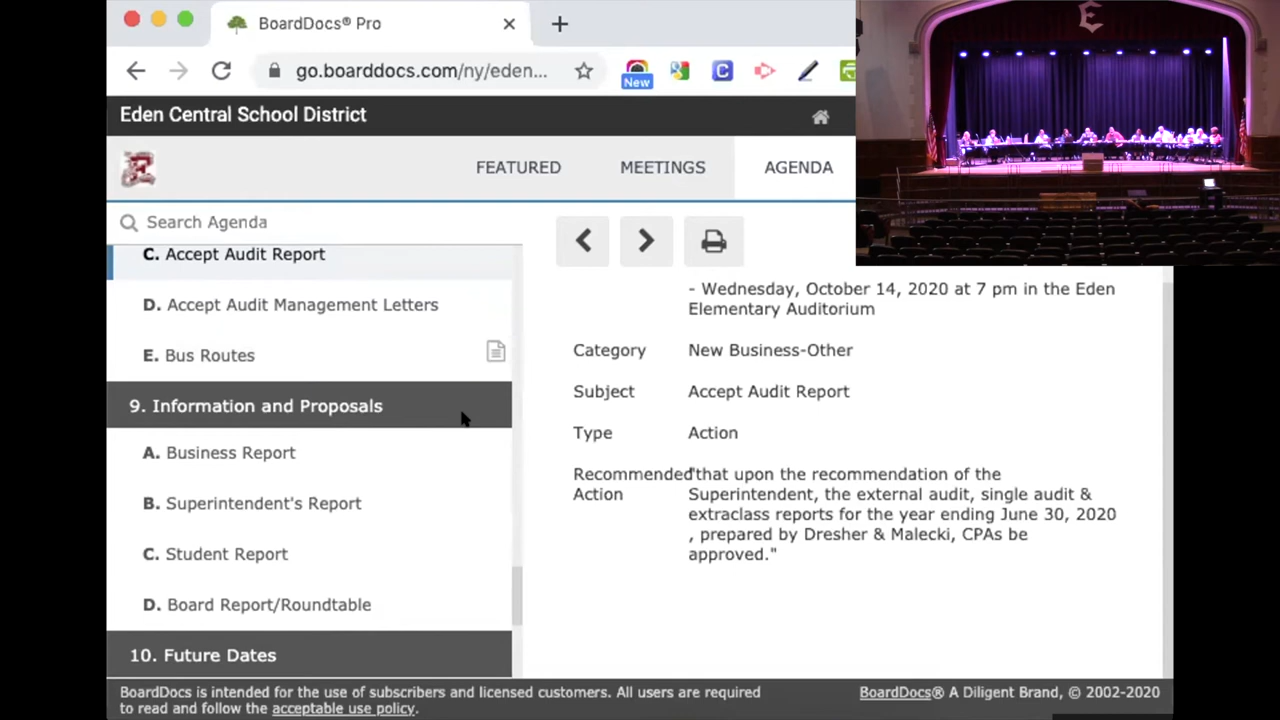 BoardDocs® Pro
go.boarddocs.com/ny/eden...
New
C
E
Eden Central School District
FEATURED
MEETINGS
AGENDA
Search Agenda
C. Accept Audit Report
D. Accept Audit Management Letters
E. Bus Routes
9. Information and Proposals
A. Business Report
B. Superintendent's Report
C. Student Report
D. Board Report/Roundtable
10. Future Dates
- Wednesday, October 14, 2020 at 7 pm in the Eden
Elementary Auditorium
Category New Business-Other
Subject Accept Audit Report
Type Action
Recommended "that upon the recommendation of the
Action Superintendent, the external audit, single audit &
extraclass reports for the year ending June 30, 2020
, prepared by Dresher & Malecki, CPAs be
approved."
BoardDocs is intended for the use of subscribers and licensed customers. All users are required
to read and follow the acceptable use policy.
BoardDocs® A Diligent Brand, © 2002-2020